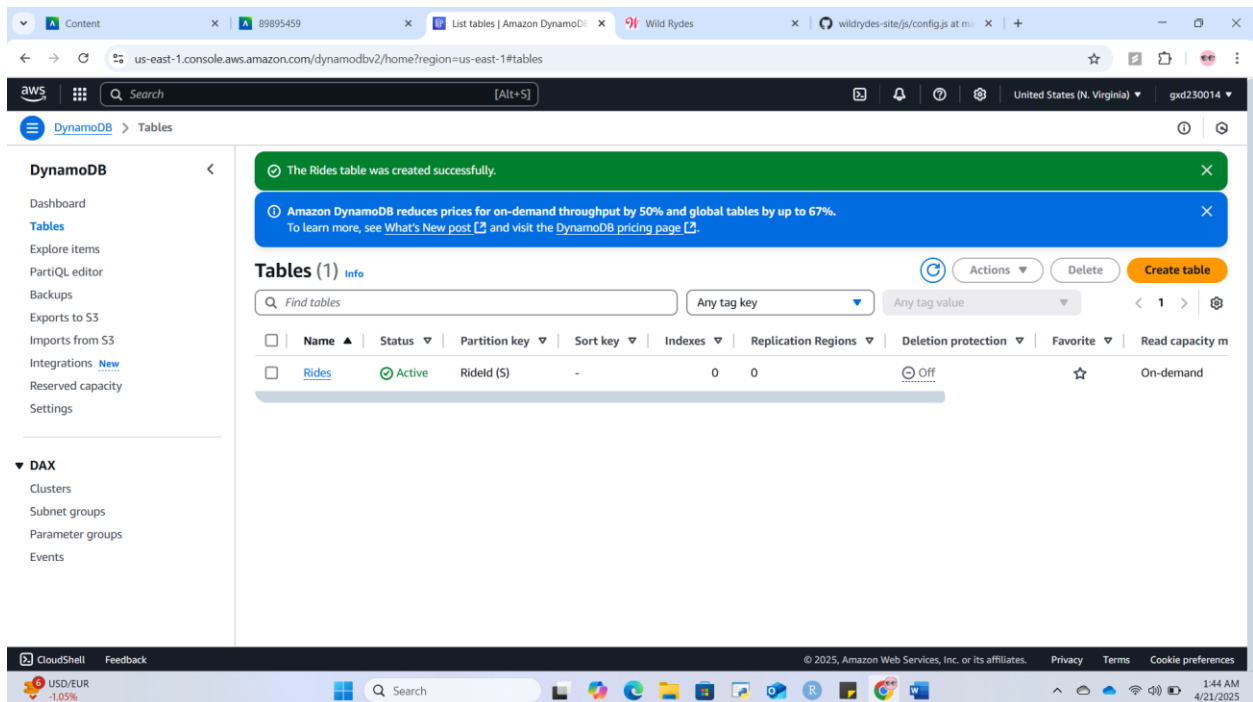 Content
89895459
List tables | Amazon DynamoDB
Wild Rydes
wildrydes-site/js/config.js at ma
us-east-1.console.aws.amazon.com/dynamodbv2/home?region=us-east-1#tables
aws
Search
[Alt+S]
United States (N. Virginia)
gxd230014
DynamoDB > Tables
DynamoDB
Dashboard
Tables
Explore items
PartiQL editor
Backups
Exports to S3
Imports from S3
Integrations New
Reserved capacity
Settings
DAX
Clusters
Subnet groups
Parameter groups
Events
The Rides table was created successfully.
Amazon DynamoDB reduces prices for on-demand throughput by 50% and global tables by up to 67%.
To learn more, see What's New post and visit the DynamoDB pricing page.
Tables (1) Info
Actions
Delete
Create table
Find tables
Any tag key
Any tag value
1
Name Status Partition key Sort key Indexes Replication Regions Deletion protection Favorite Read capacity m
Rides Active RideId (S) - 0 0 Off On-demand
CloudShell Feedback
© 2025, Amazon Web Services, Inc. or its affiliates. Privacy Terms Cookie preferences
6
USD/EUR
-1.05%
Search
R
1:44 AM
4/21/2025